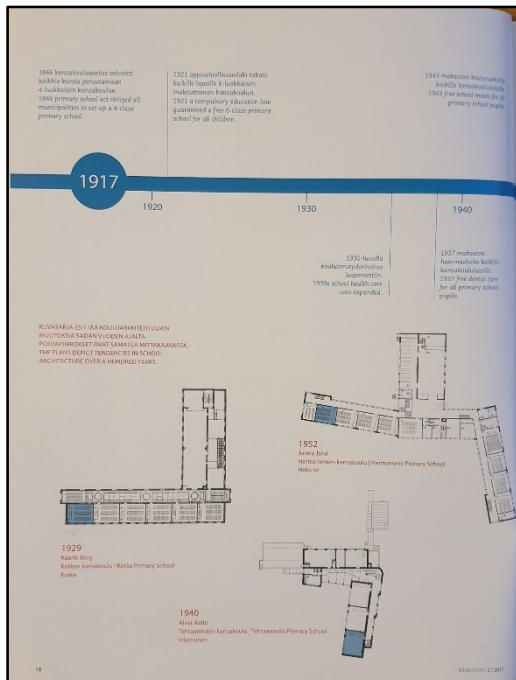 1866 kansakouluasetus velvoitti
kaikkia kuntia perustamaan
4-luokkaisen kansakoulun.
1866 primary school act obliged all
municipalities to set up a 4-class
primary school.
1921 oppivelvollisuuslaki takasi
kaikille lapsille 6-luokkaisen
maksuttoman kansakoulun.
1921 a compulsory education law
guaranteed a free 6-class primary
school for all children.
1943 maksuton kouluruokailu
kaikille kansakoululaisille.
1943 free school meals for all
primary school pupils.
1917
1920
1930
1940
1930-luvulla
kouluterveydenhoitoa
laajennettiin.
1930s school health care
was expanded.
1937 maksuton
hammashoito kaikille
kansakoululaisille.
1937 free dental care
for all primary school
pupils.
KUVASARJA ESITTÄÄ KOULUARKKITEHTUURIN
MUUTOKSIA SADAN VUODEN AJALTA.
POHJAPIIRROKSET OVAT SAMASSA MITTAKAAVASSA.
THE PLANS DEPICT TENDENCIES IN SCHOOL
ARCHITECTURE OVER A HUNDRED YEARS.
1952
Jorma Järvi
Herttoniemen kansakoulu | Herttoniemi Primary School
Helsinki
1929
Kaarlo Borg
Kotkan kansakoulu | Kotka Primary School
Kotka
1940
Alvar Aalto
Tehtaanmäen kansakoulu | Tehtaanmäki Primary School
Inkeroinen
18
2 / 2017